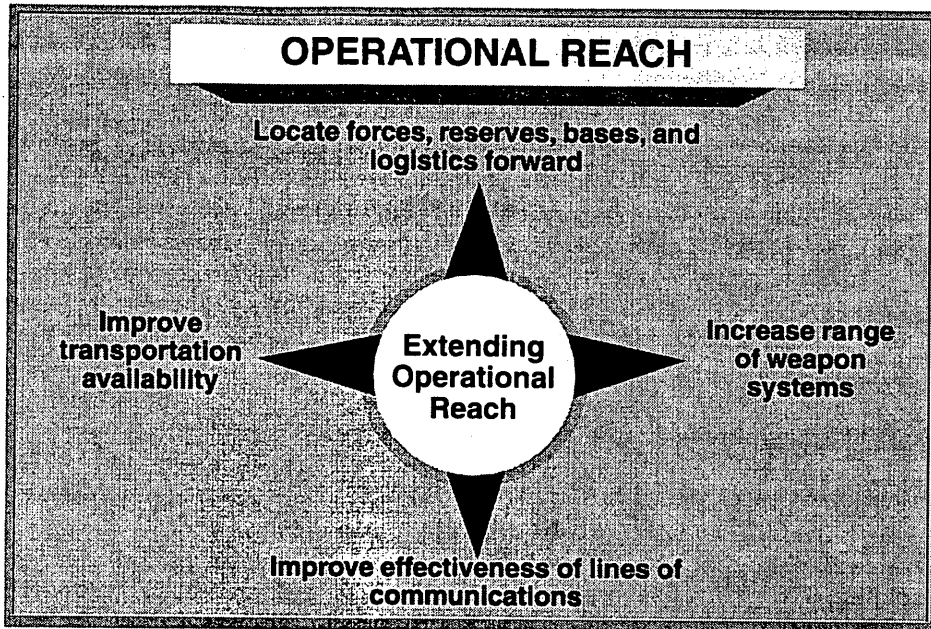 OPERATIONAL REACH
Locate forces, reserves, bases, and
logistics forward
Improve
transportation
availability
Extending
Operational
Reach
Increase range
of weapon
systems
Improve effectiveness of lines of
communications